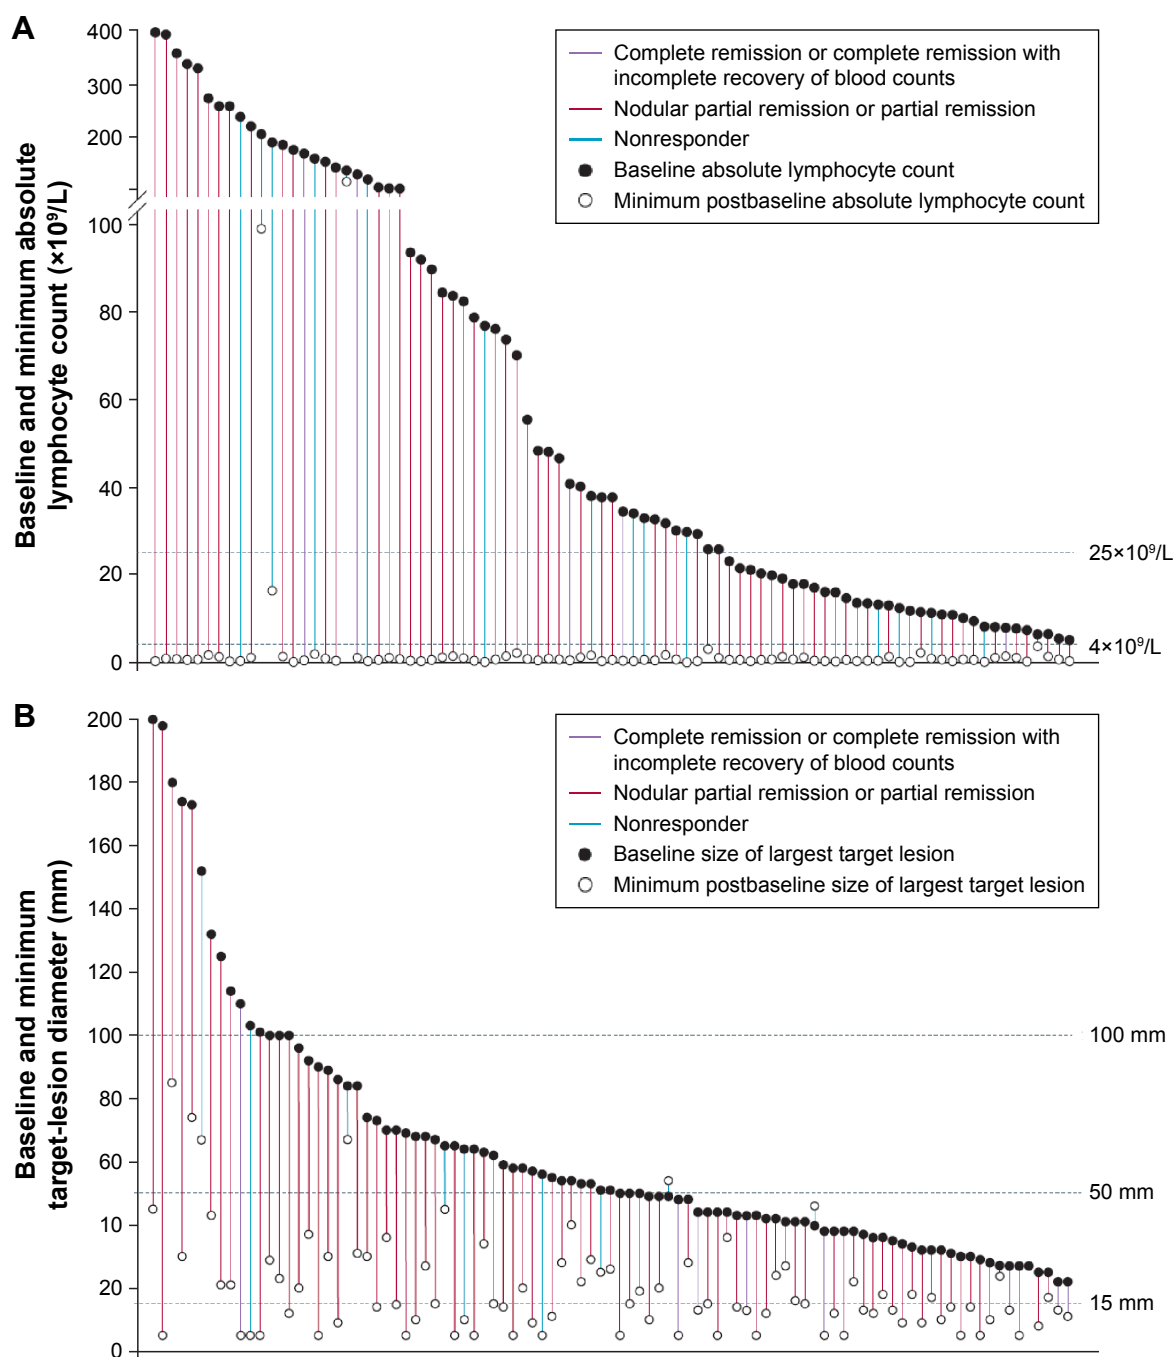 A
Baseline and minimum absolute
lymphocyte count (×10⁹/L)
400
300
200
100
80
60
40
20
0
Complete remission or complete remission with
incomplete recovery of blood counts
Nodular partial remission or partial remission
Nonresponder
Baseline absolute lymphocyte count
Minimum postbaseline absolute lymphocyte count
25×10⁹/L
4×10⁹/L
B
Baseline and minimum
target-lesion diameter (mm)
200
180
160
140
120
100
80
60
10
20
0
Complete remission or complete remission with
incomplete recovery of blood counts
Nodular partial remission or partial remission
Nonresponder
Baseline size of largest target lesion
Minimum postbaseline size of largest target lesion
100 mm
50 mm
15 mm